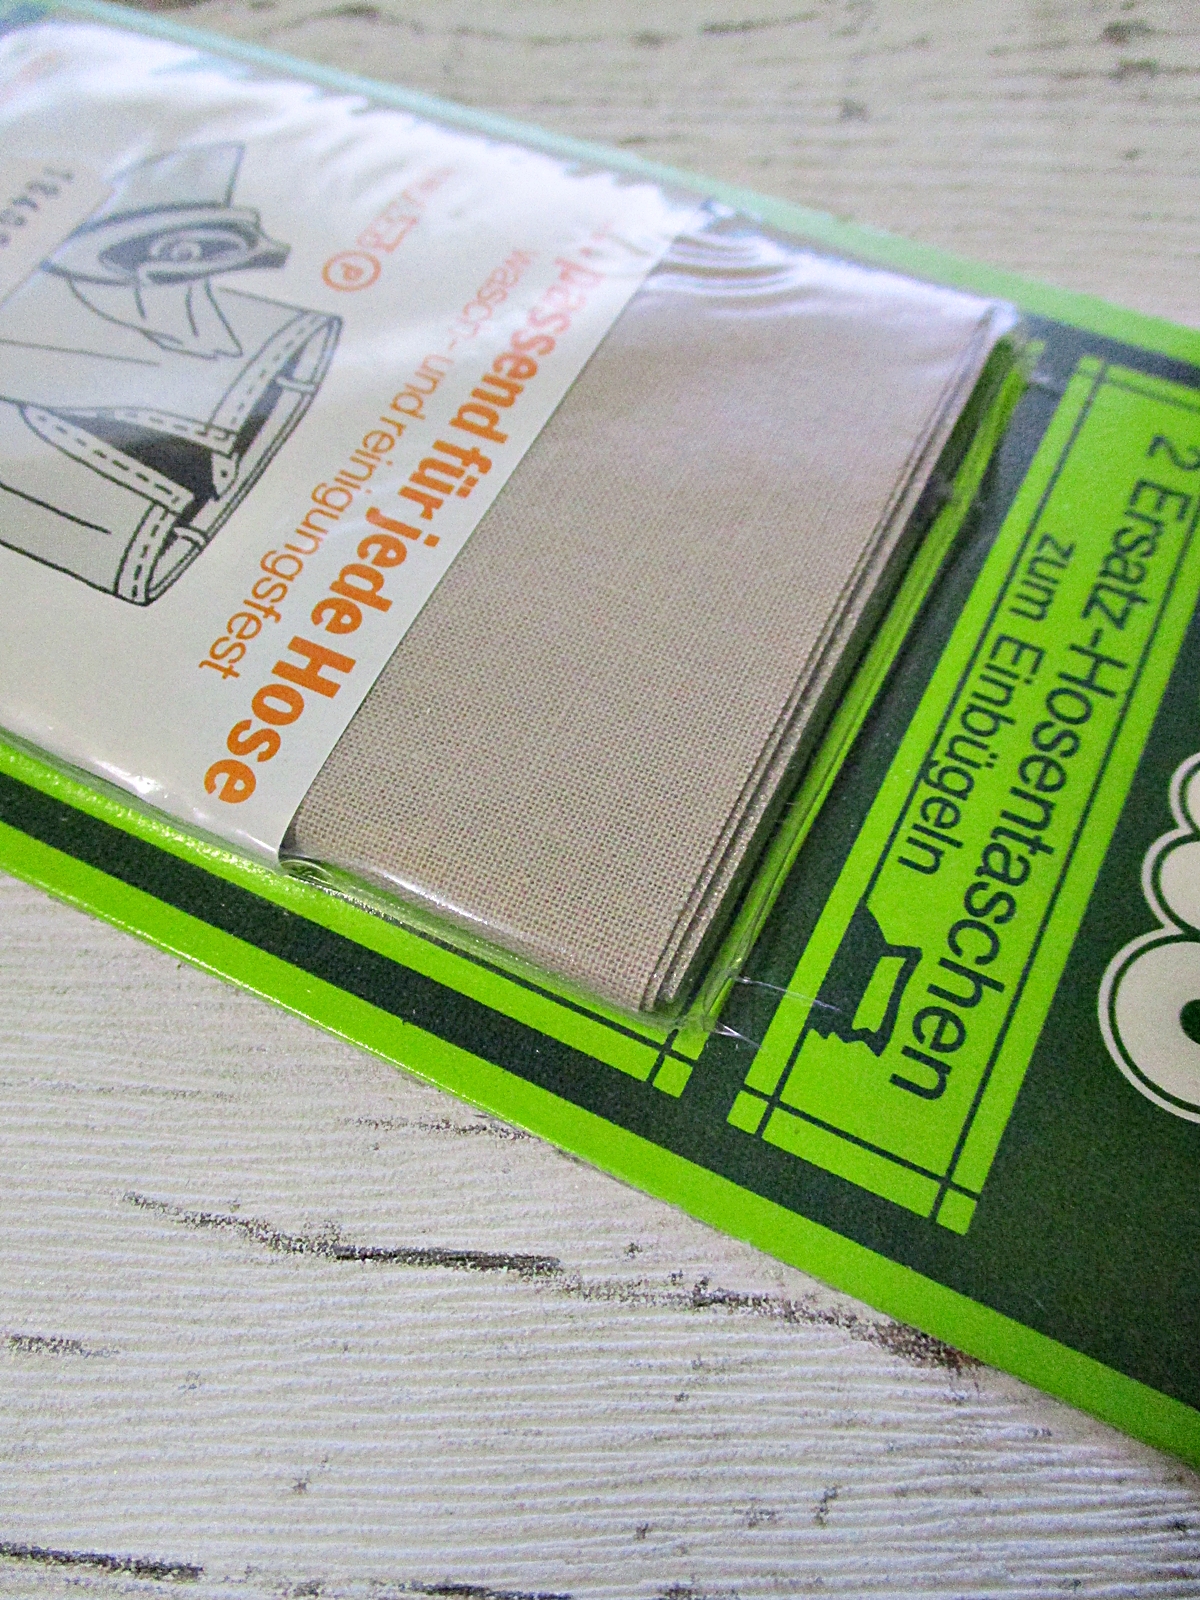 2 Ersatz-Hosentaschen
zum Einbügeln
passend für jede Hose
wasch- und reinigungsfest
P